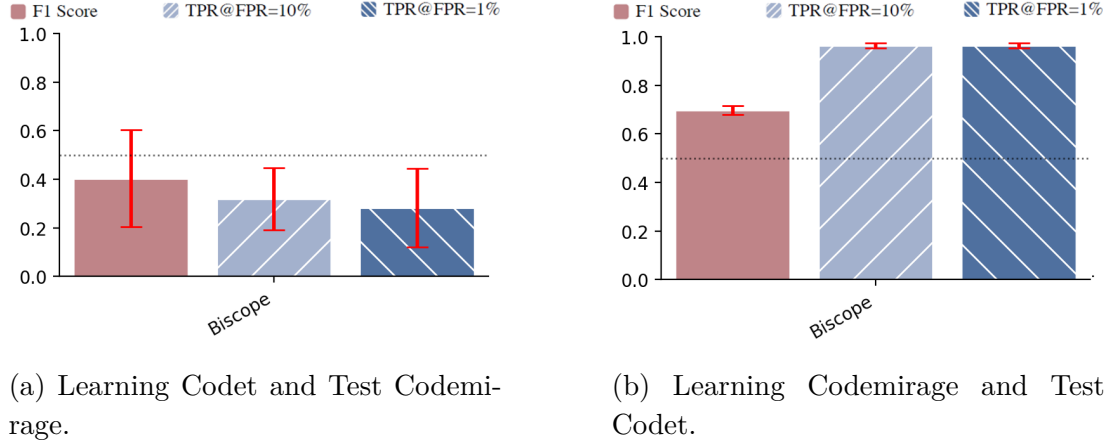 F1 Score TPR@FPR=10% TPR@FPR=1%
1.0
0.8
0.6
0.4
0.2
0.0
Biscope
(a) Learning Codet and Test Codemi-
rage.
F1 Score TPR@FPR=10% TPR@FPR=1%
1.0
0.8
0.6
0.4
0.2
0.0
Biscope
(b) Learning Codemirage and Test
Codet.